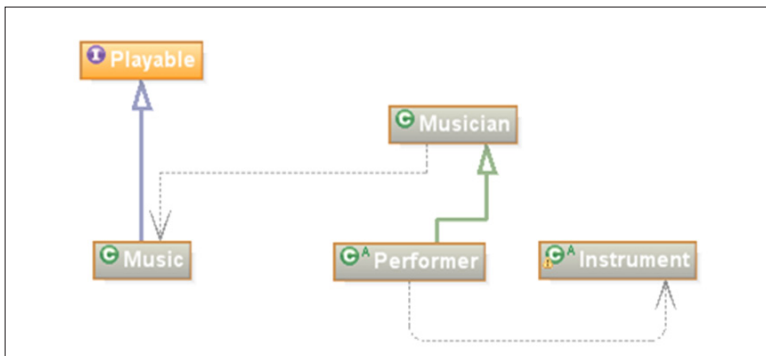 I Playable
C Musician
C Music
C A Performer
C A Instrument